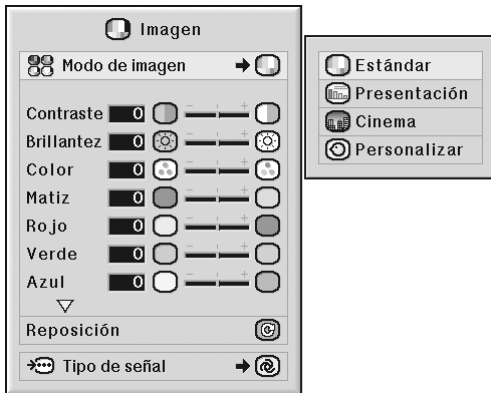 Imagen
Modo de imagen
Contraste 0
Brillantez 0
Color 0
Matiz 0
Rojo 0
Verde 0
Azul 0
Reposición
Tipo de señal
Estándar
Presentación
Cinema
Personalizar